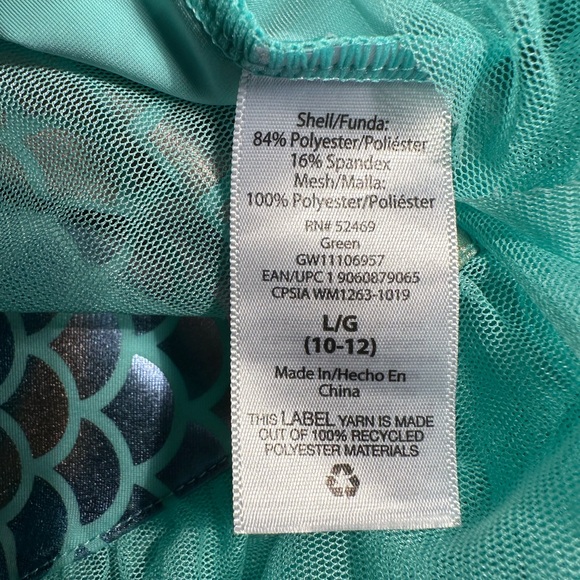 Shell/Funda:
84% Polyester/Poliéster
16% Spandex
Mesh/Malla:
100% Polyester/Poliéster
RN# 52469
Green
GW11106957
EAN/UPC 1 9060879065
CPSIA WM1263-1019
L/G
(10-12)
Made In/Hecho En
China
THIS LABEL YARN IS MADE
OUT OF 100% RECYCLED
POLYESTER MATERIALS